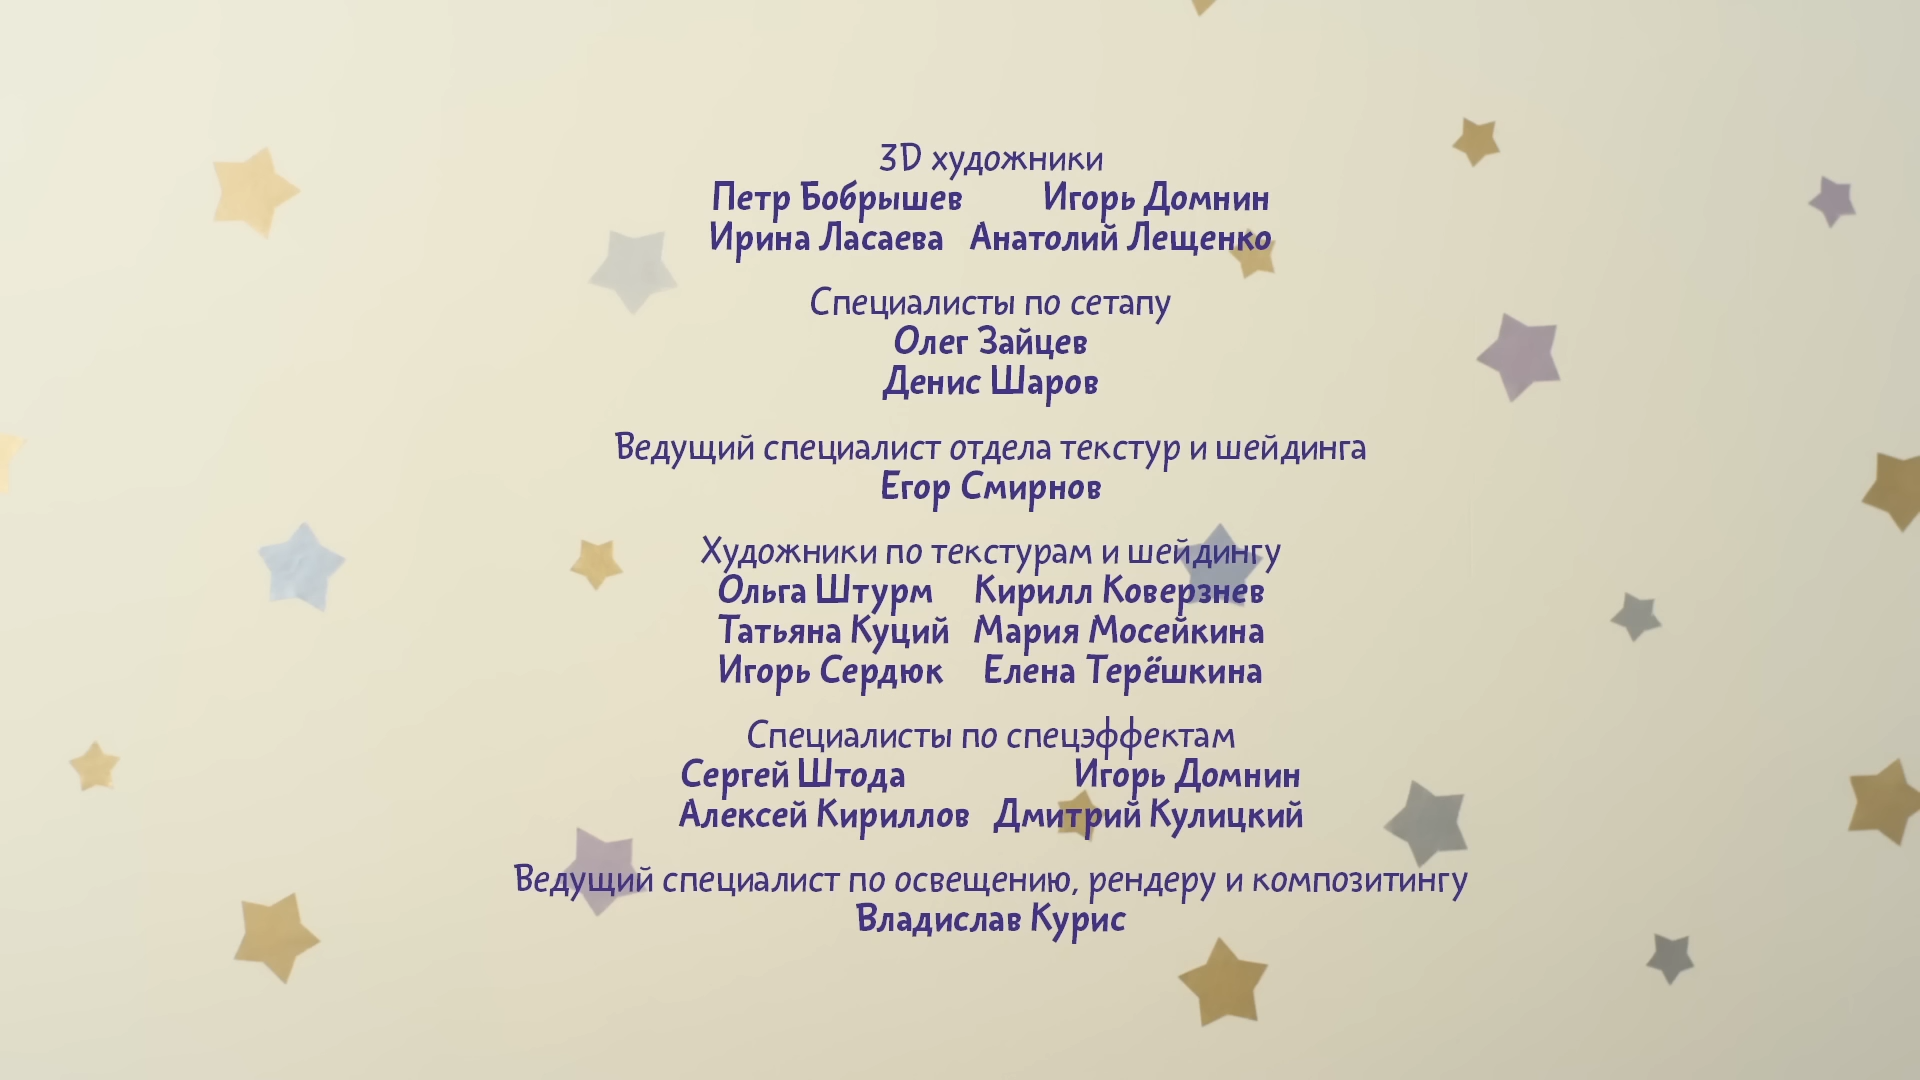 3D художники
Петр Бобрышев Игорь Домнин
Ирина Ласаева Анатолий Лещенко
Специалисты по сетапу
Олег Зайцев
Денис Шаров
Ведущий специалист отдела текстур и шейдинга
Егор Смирнов
Художники по текстурам и шейдингу
Ольга Штурм Кирилл Коверзнев
Татьяна Куций Мария Мосейкина
Игорь Сердюк Елена Терёшкина
Специалисты по спецэффектам
Сергей Штода Игорь Домнин
Алексей Кириллов Дмитрий Кулицкий
Ведущий специалист по освещению, рендеру и композитингу
Владислав Курис